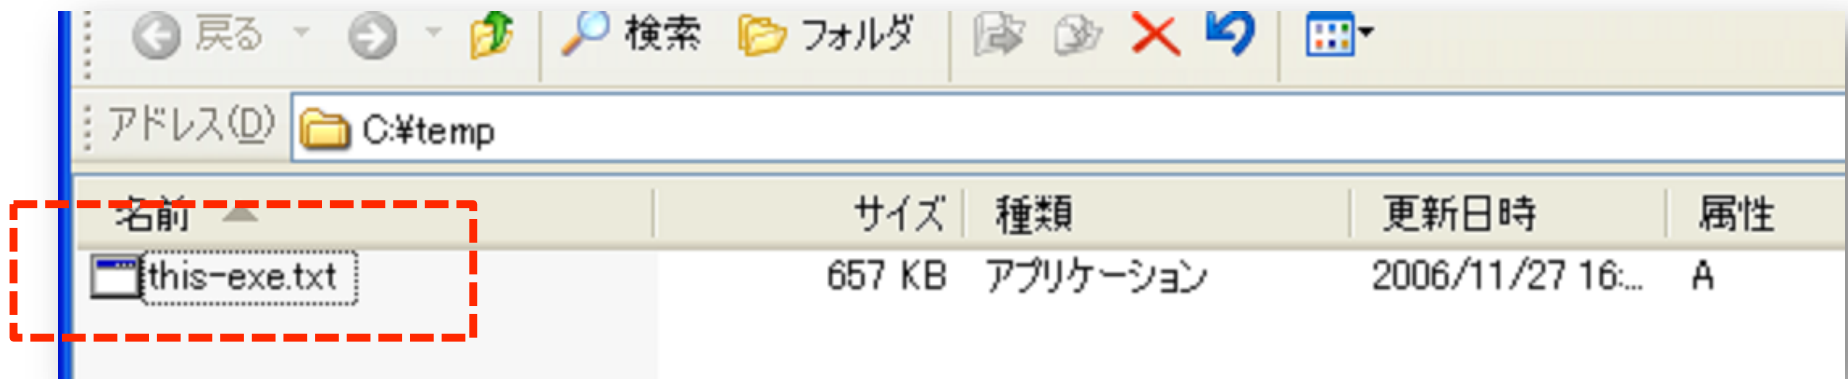 戻る 検索 フォルダ
アドレス(D) C:¥temp
名前 サイズ 種類 更新日時 属性
this-exe.txt 657 KB アプリケーション 2006/11/27 16:... A